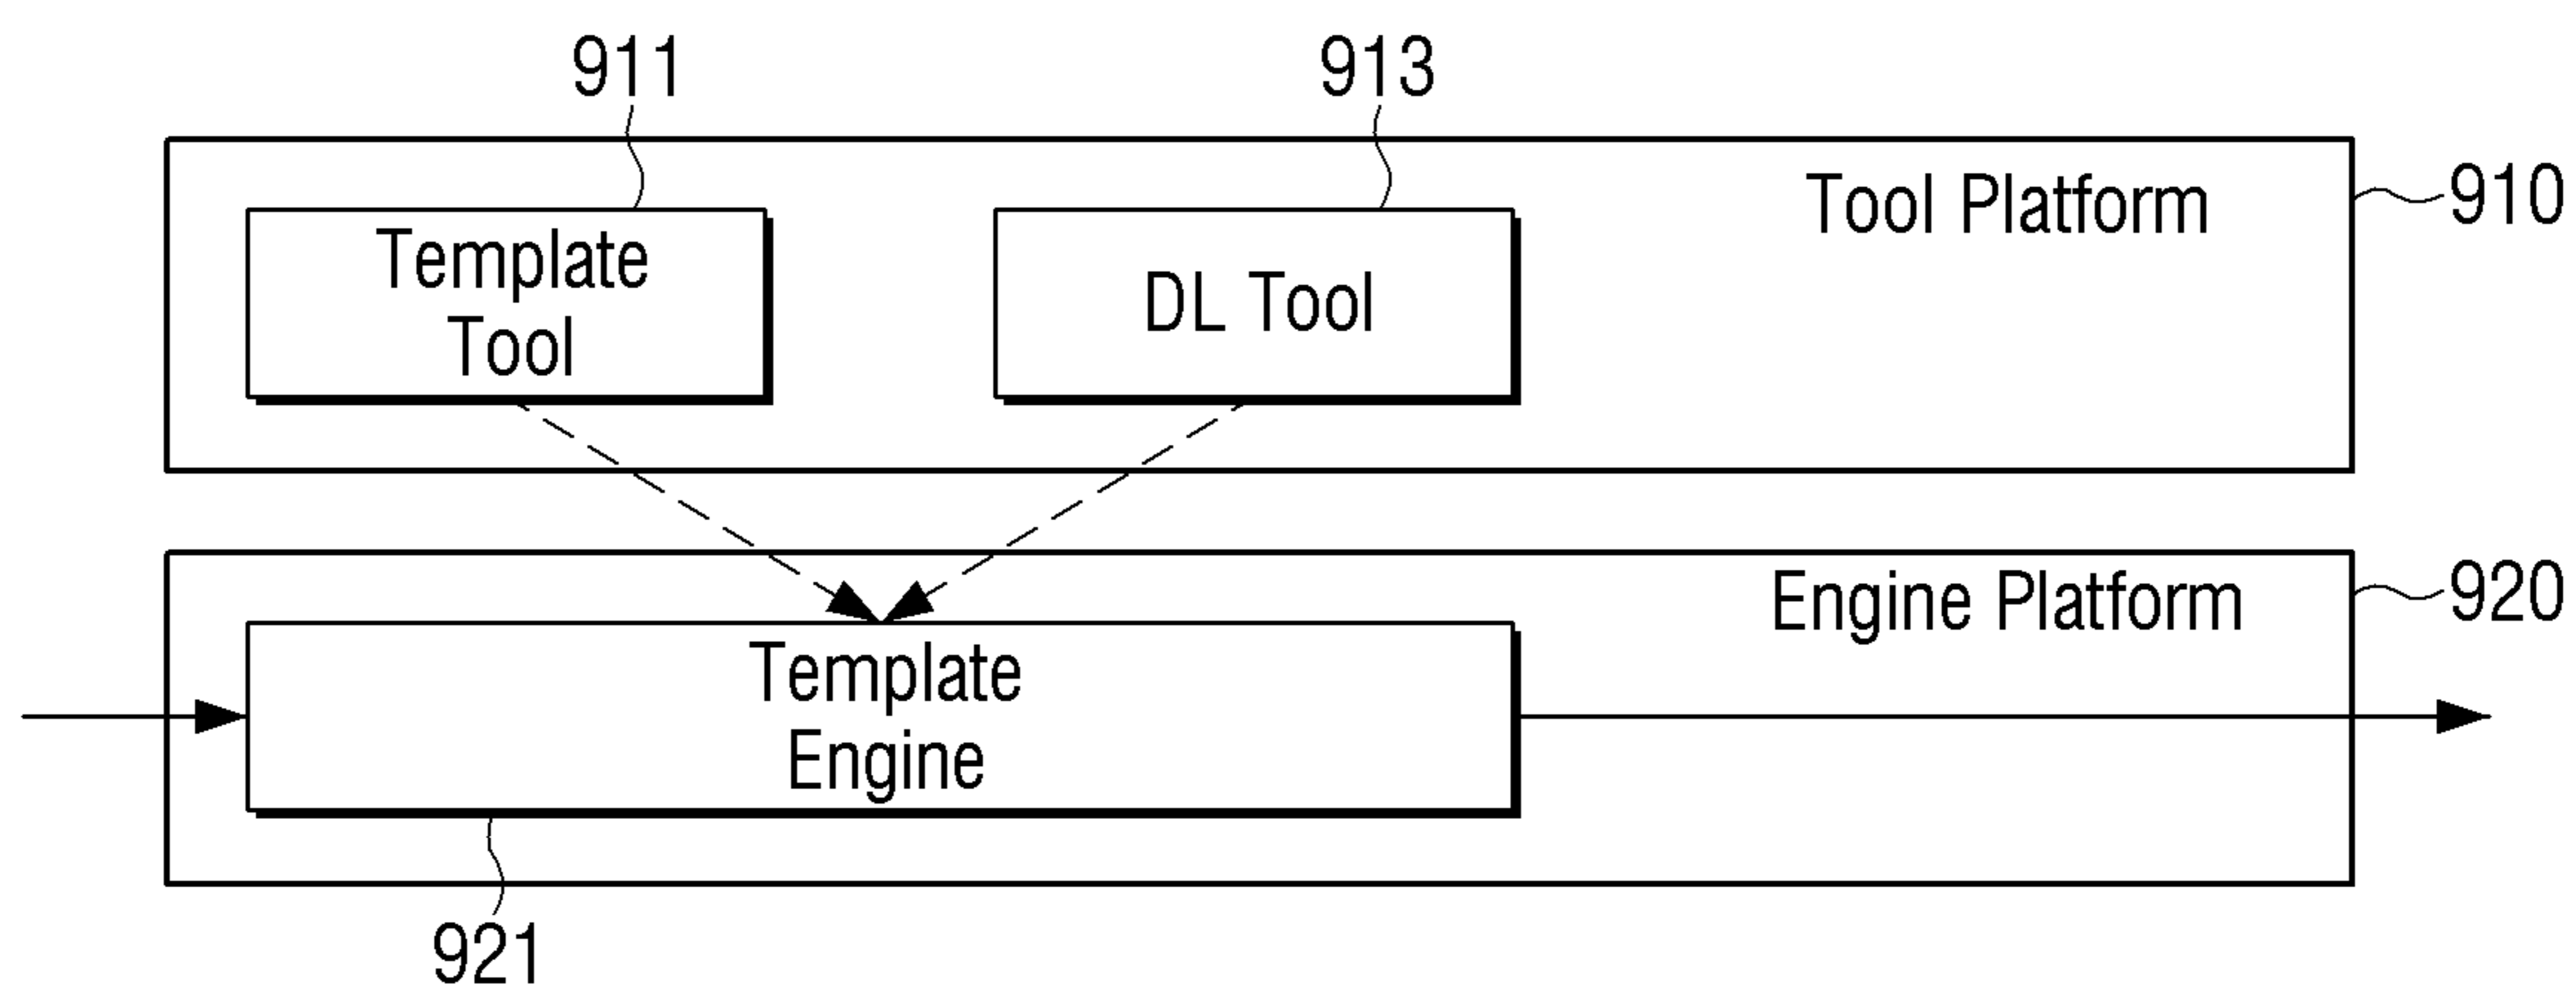 911
913
Tool Platform
910
Template
Tool
DL Tool
Engine Platform
920
Template
Engine
921